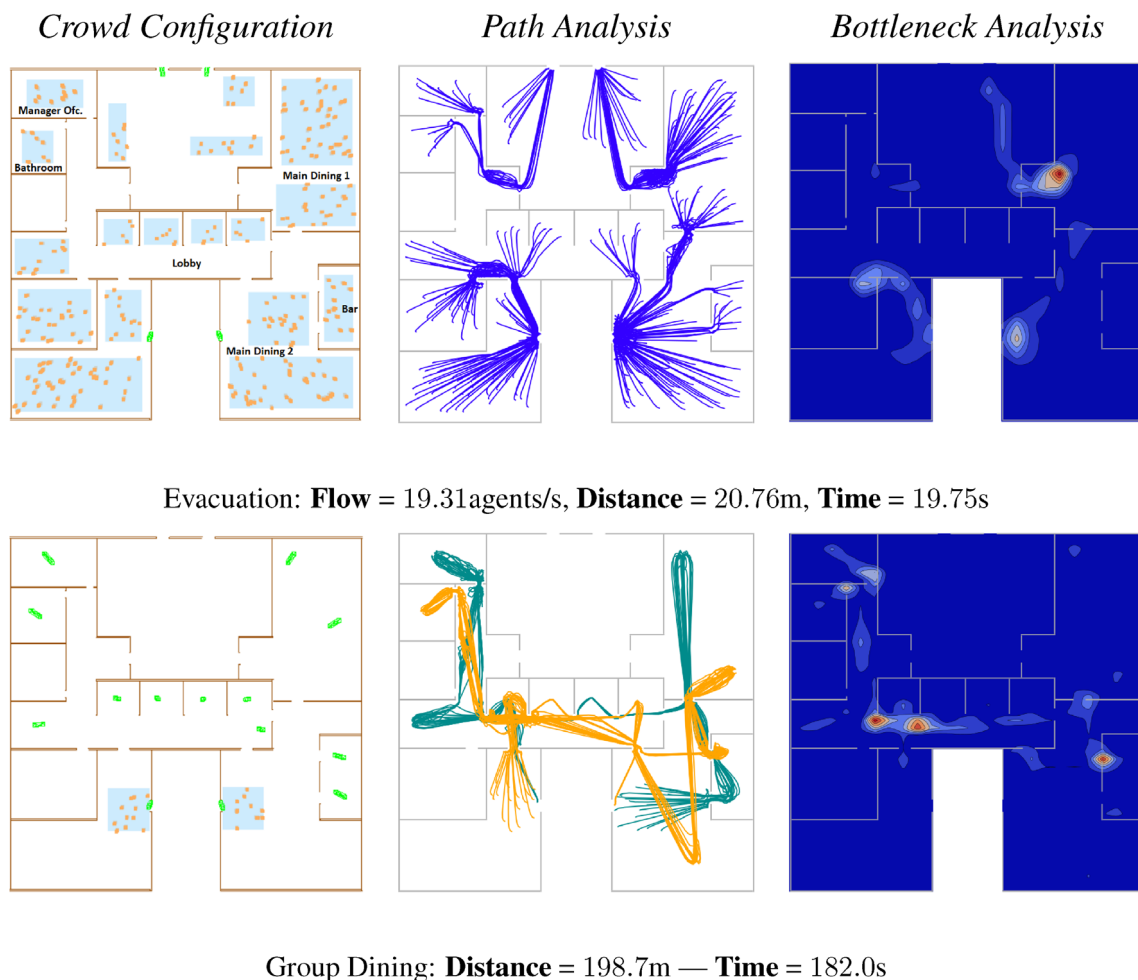 Crowd Configuration
Path Analysis
Bottleneck Analysis
Manager Ofc.
Bathroom
Main Dining 1
Lobby
Bar
Main Dining 2
Evacuation: Flow = 19.31agents/s, Distance = 20.76m, Time = 19.75s
Group Dining: Distance = 198.7m — Time = 182.0s